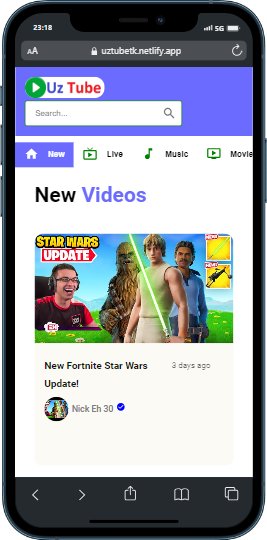 23:18
5G
AA
uztubetk.netlify.app
Uz Tube
Search...
New
Live
Music
Movie
New Videos
STAR WARS
UPDATE!
New Fortnite Star Wars
Update!
3 days ago
Nick Eh 30